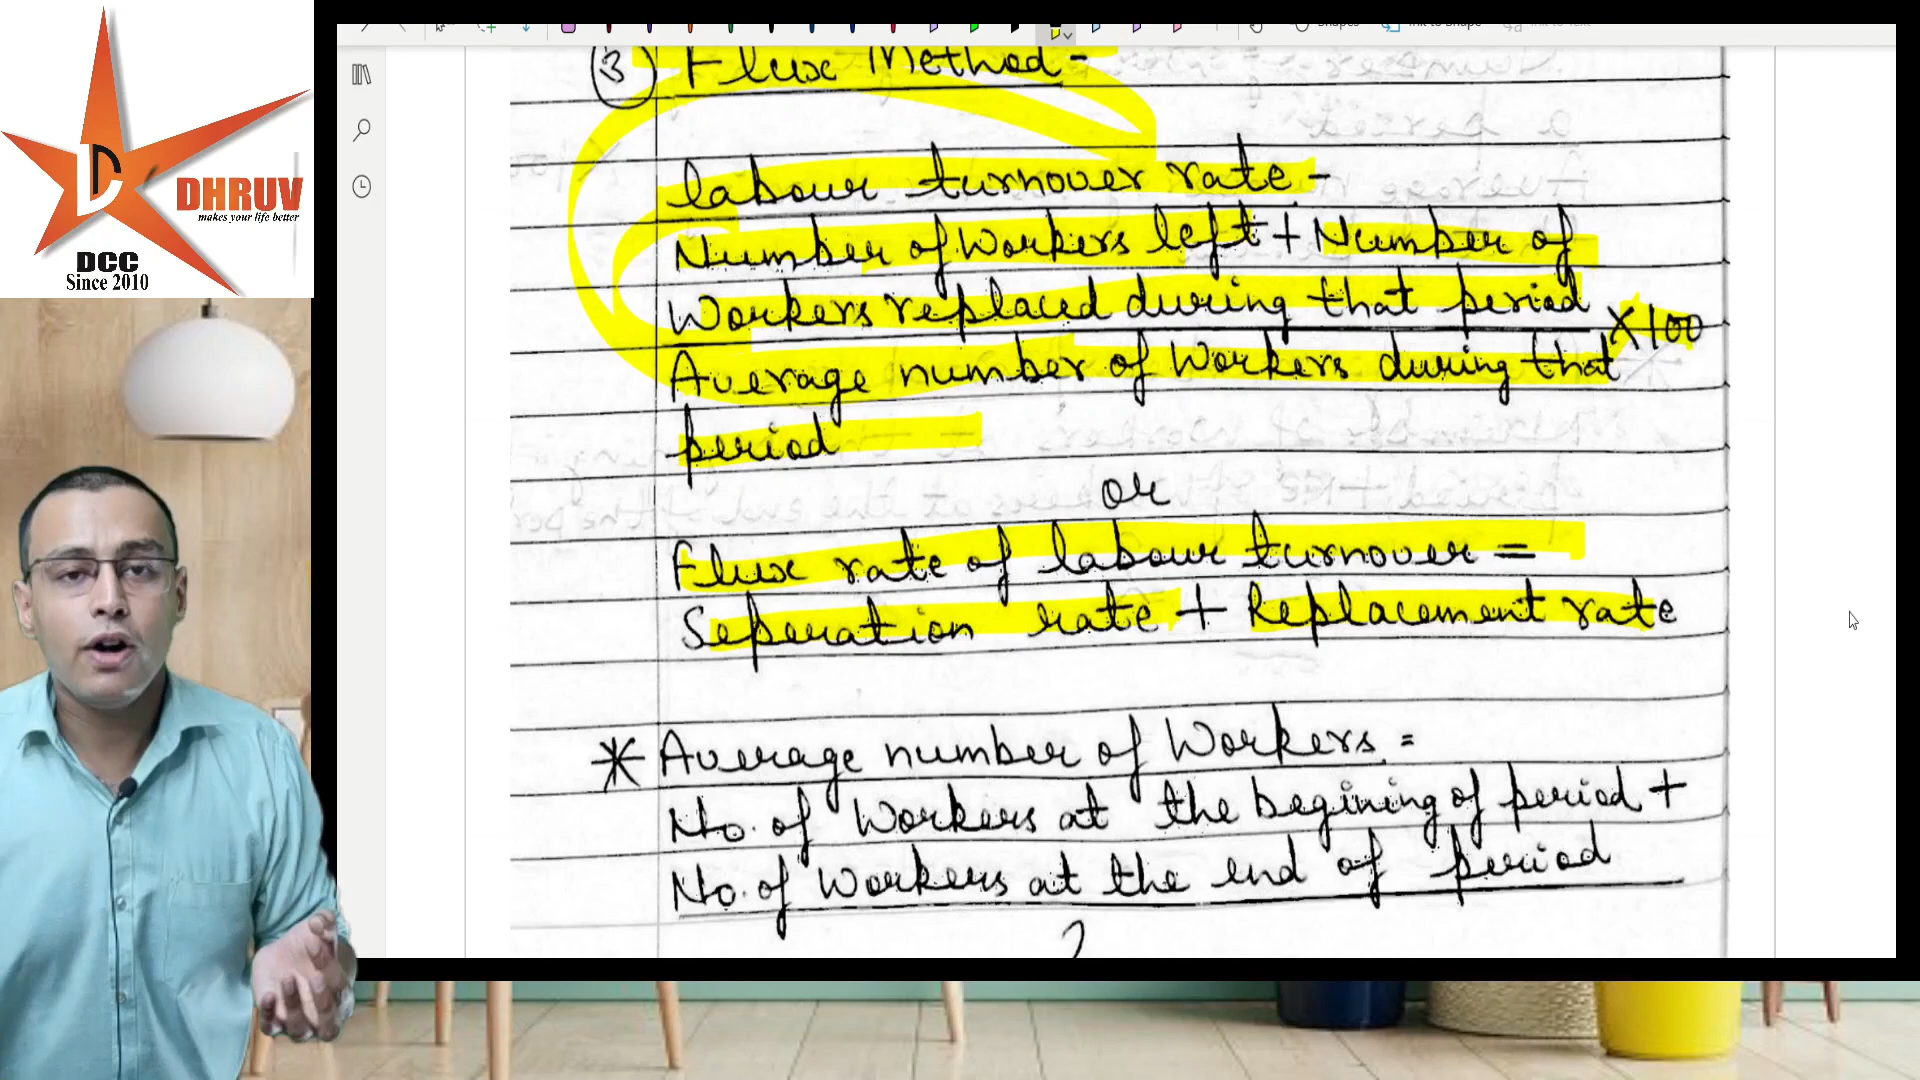 DHRUV
makes your life better
DCC
Since 2010
3 Flux Method -
labour turnover rate -
Number of Workers left + Number of
Workers replaced during that period
X100
Average number of Workers during that
period
or
Flux rate of labour turnover =
Seperation rate + Replacement rate
* Average number of Workers =
No. of Workers at the begining of period +
No. of Workers at the end of period
2